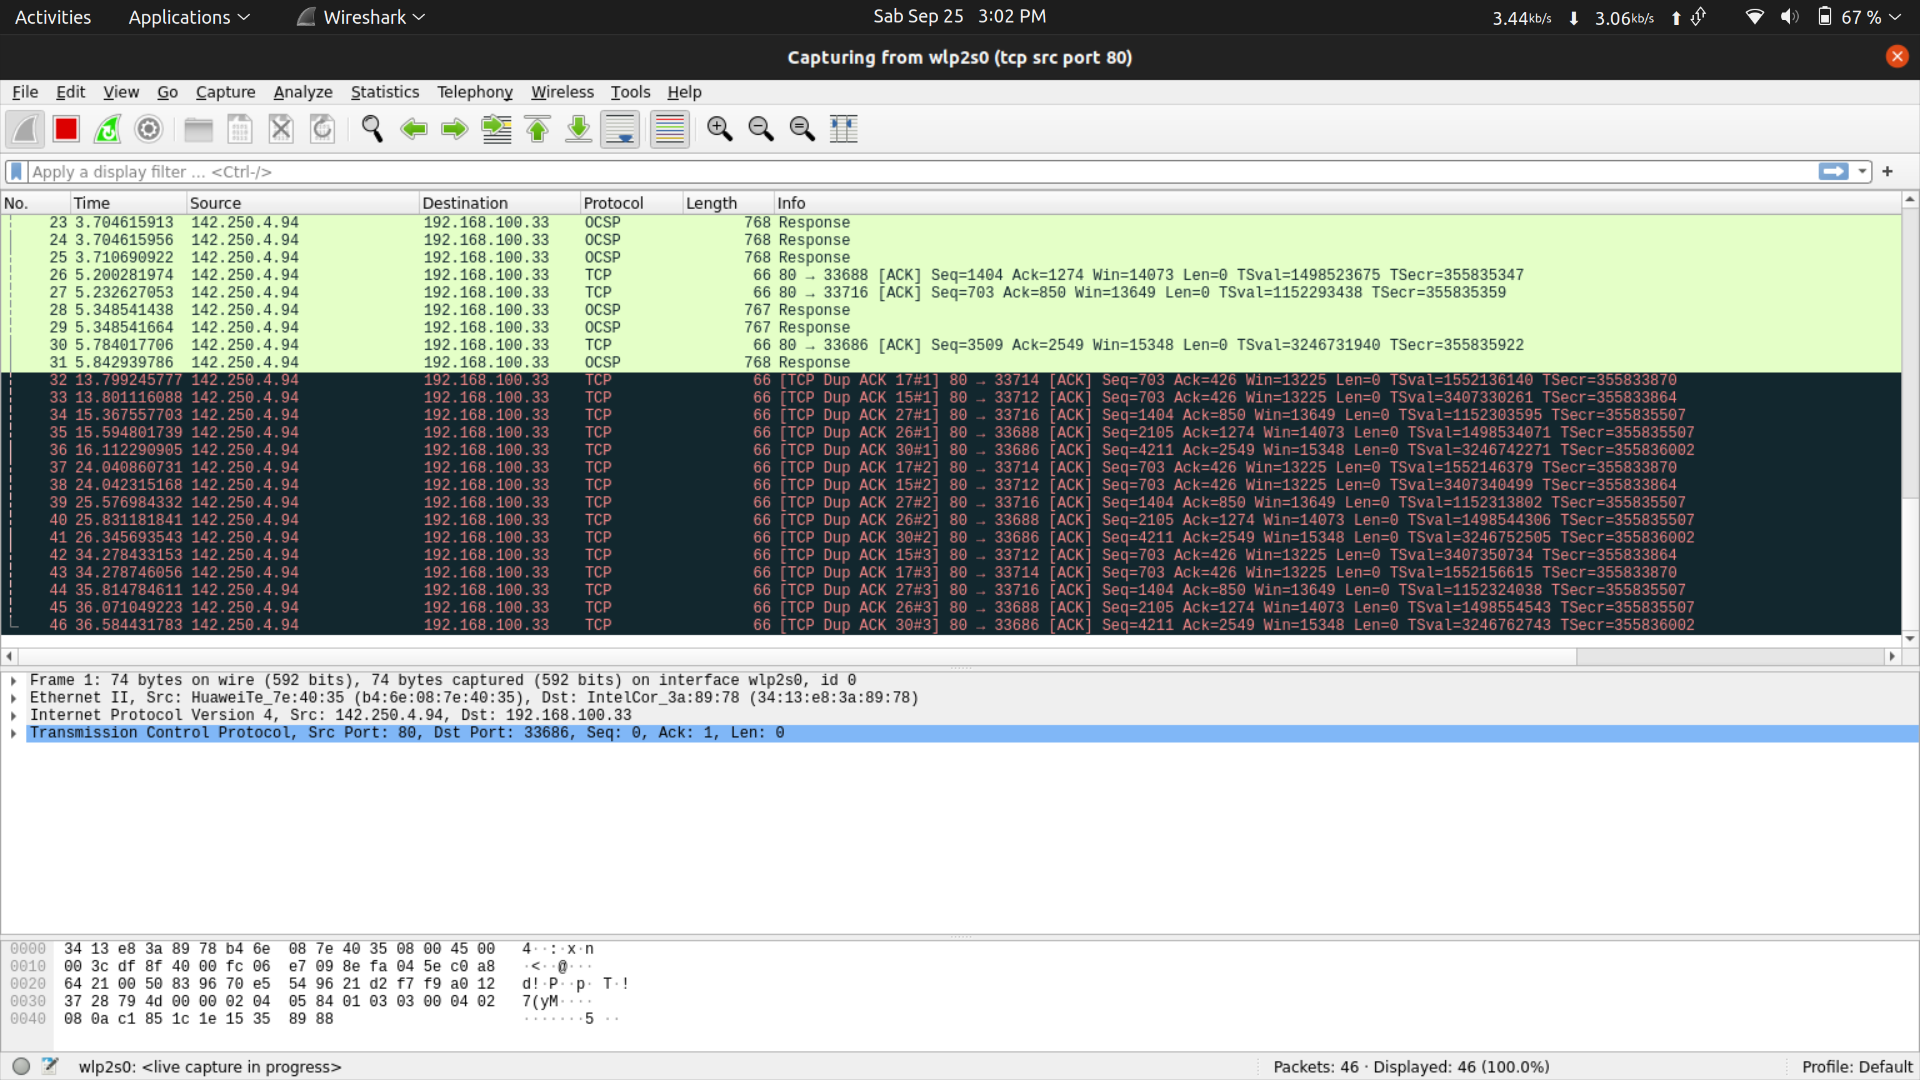 Activities Applications Wireshark Sab Sep 25 3:02 PM 3.44kb/s ⬇ 3.06kb/s ⬆ 67 %
Capturing from wlp2s0 (tcp src port 80)
File Edit View Go Capture Analyze Statistics Telephony Wireless Tools Help
Apply a display filter … <Ctrl-/> +
No. Time Source Destination Protocol Length Info
23 3.704615913 142.250.4.94 192.168.100.33 OCSP 768 Response
24 3.704615956 142.250.4.94 192.168.100.33 OCSP 768 Response
25 3.710690922 142.250.4.94 192.168.100.33 OCSP 768 Response
26 5.200281974 142.250.4.94 192.168.100.33 TCP 66 80 → 33688 [ACK] Seq=1404 Ack=1274 Win=14073 Len=0 TSval=1498523675 TSecr=355835347
27 5.232627053 142.250.4.94 192.168.100.33 TCP 66 80 → 33716 [ACK] Seq=703 Ack=850 Win=13649 Len=0 TSval=1152293438 TSecr=355835359
28 5.348541438 142.250.4.94 192.168.100.33 OCSP 767 Response
29 5.348541664 142.250.4.94 192.168.100.33 OCSP 767 Response
30 5.784017706 142.250.4.94 192.168.100.33 TCP 66 80 → 33686 [ACK] Seq=3509 Ack=2549 Win=15348 Len=0 TSval=3246731940 TSecr=355835922
31 5.842939786 142.250.4.94 192.168.100.33 OCSP 768 Response
32 13.799245777 142.250.4.94 192.168.100.33 TCP 66 [TCP Dup ACK 17#1] 80 → 33714 [ACK] Seq=703 Ack=426 Win=13225 Len=0 TSval=1552136140 TSecr=355833870
33 13.801116088 142.250.4.94 192.168.100.33 TCP 66 [TCP Dup ACK 15#1] 80 → 33712 [ACK] Seq=703 Ack=426 Win=13225 Len=0 TSval=3407330261 TSecr=355833864
34 15.367557703 142.250.4.94 192.168.100.33 TCP 66 [TCP Dup ACK 27#1] 80 → 33716 [ACK] Seq=1404 Ack=850 Win=13649 Len=0 TSval=1152303595 TSecr=355835507
35 15.594801739 142.250.4.94 192.168.100.33 TCP 66 [TCP Dup ACK 26#1] 80 → 33688 [ACK] Seq=2105 Ack=1274 Win=14073 Len=0 TSval=1498534071 TSecr=355835507
36 16.112290905 142.250.4.94 192.168.100.33 TCP 66 [TCP Dup ACK 30#1] 80 → 33686 [ACK] Seq=4211 Ack=2549 Win=15348 Len=0 TSval=3246742271 TSecr=355836002
37 24.040860731 142.250.4.94 192.168.100.33 TCP 66 [TCP Dup ACK 17#2] 80 → 33714 [ACK] Seq=703 Ack=426 Win=13225 Len=0 TSval=1552146379 TSecr=355833870
38 24.042315168 142.250.4.94 192.168.100.33 TCP 66 [TCP Dup ACK 15#2] 80 → 33712 [ACK] Seq=703 Ack=426 Win=13225 Len=0 TSval=3407340499 TSecr=355833864
39 25.576984332 142.250.4.94 192.168.100.33 TCP 66 [TCP Dup ACK 27#2] 80 → 33716 [ACK] Seq=1404 Ack=850 Win=13649 Len=0 TSval=1152313802 TSecr=355835507
40 25.831181841 142.250.4.94 192.168.100.33 TCP 66 [TCP Dup ACK 26#2] 80 → 33688 [ACK] Seq=2105 Ack=1274 Win=14073 Len=0 TSval=1498544306 TSecr=355835507
41 26.345693543 142.250.4.94 192.168.100.33 TCP 66 [TCP Dup ACK 30#2] 80 → 33686 [ACK] Seq=4211 Ack=2549 Win=15348 Len=0 TSval=3246752505 TSecr=355836002
42 34.278433153 142.250.4.94 192.168.100.33 TCP 66 [TCP Dup ACK 15#3] 80 → 33712 [ACK] Seq=703 Ack=426 Win=13225 Len=0 TSval=3407350734 TSecr=355833864
43 34.278746056 142.250.4.94 192.168.100.33 TCP 66 [TCP Dup ACK 17#3] 80 → 33714 [ACK] Seq=703 Ack=426 Win=13225 Len=0 TSval=1552156615 TSecr=355833870
44 35.814784611 142.250.4.94 192.168.100.33 TCP 66 [TCP Dup ACK 27#3] 80 → 33716 [ACK] Seq=1404 Ack=850 Win=13649 Len=0 TSval=1152324038 TSecr=355835507
45 36.071049223 142.250.4.94 192.168.100.33 TCP 66 [TCP Dup ACK 26#3] 80 → 33688 [ACK] Seq=2105 Ack=1274 Win=14073 Len=0 TSval=1498554543 TSecr=355835507
46 36.584431783 142.250.4.94 192.168.100.33 TCP 66 [TCP Dup ACK 30#3] 80 → 33686 [ACK] Seq=4211 Ack=2549 Win=15348 Len=0 TSval=3246762743 TSecr=355836002
Frame 1: 74 bytes on wire (592 bits), 74 bytes captured (592 bits) on interface wlp2s0, id 0
Ethernet II, Src: HuaweiTe_7e:40:35 (b4:6e:08:7e:40:35), Dst: IntelCor_3a:89:78 (34:13:e8:3a:89:78)
Internet Protocol Version 4, Src: 142.250.4.94, Dst: 192.168.100.33
Transmission Control Protocol, Src Port: 80, Dst Port: 33686, Seq: 0, Ack: 1, Len: 0
0000 34 13 e8 3a 89 78 b4 6e 08 7e 40 35 08 00 45 00 4··:·x·n
0010 00 3c df 8f 40 00 fc 06 e7 09 8e fa 04 5e c0 a8 ·<··@···
0020 64 21 00 50 83 96 70 e5 54 96 21 d2 f7 f9 a0 12 d!·P··p· T·!
0030 37 28 79 4d 00 00 02 04 05 84 01 03 03 00 04 02 7(yM····
0040 08 0a c1 85 1c 1e 15 35 89 88 ·······5 ··
wlp2s0: <live capture in progress> Packets: 46 · Displayed: 46 (100.0%) Profile: Default